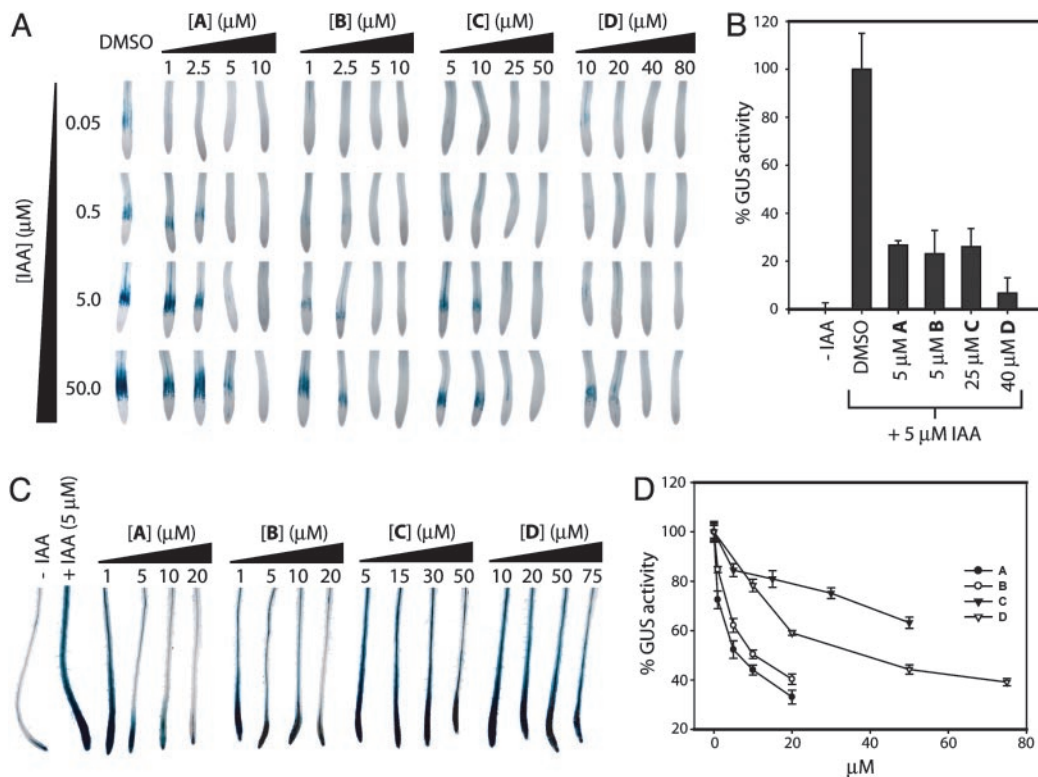 A
[A] (μM)
[B] (μM)
[C] (μM)
[D] (μM)
DMSO
1 2.5 5 10
1 2.5 5 10
5 10 25 50
10 20 40 80
[IAA] (μM)
0.05
0.5
5.0
50.0
B
% GUS activity
120
100
80
60
40
20
0
- IAA
DMSO
5 μM A
5 μM B
25 μM C
40 μM D
+ 5 μM IAA
C
- IAA
+ IAA (5 μM)
[A] (μM)
[B] (μM)
[C] (μM)
[D] (μM)
1 5 10 20
1 5 10 20
5 15 30 50
10 20 50 75
D
% GUS activity
120
100
80
60
40
20
A
B
C
D
0 20 40 60 80
μM